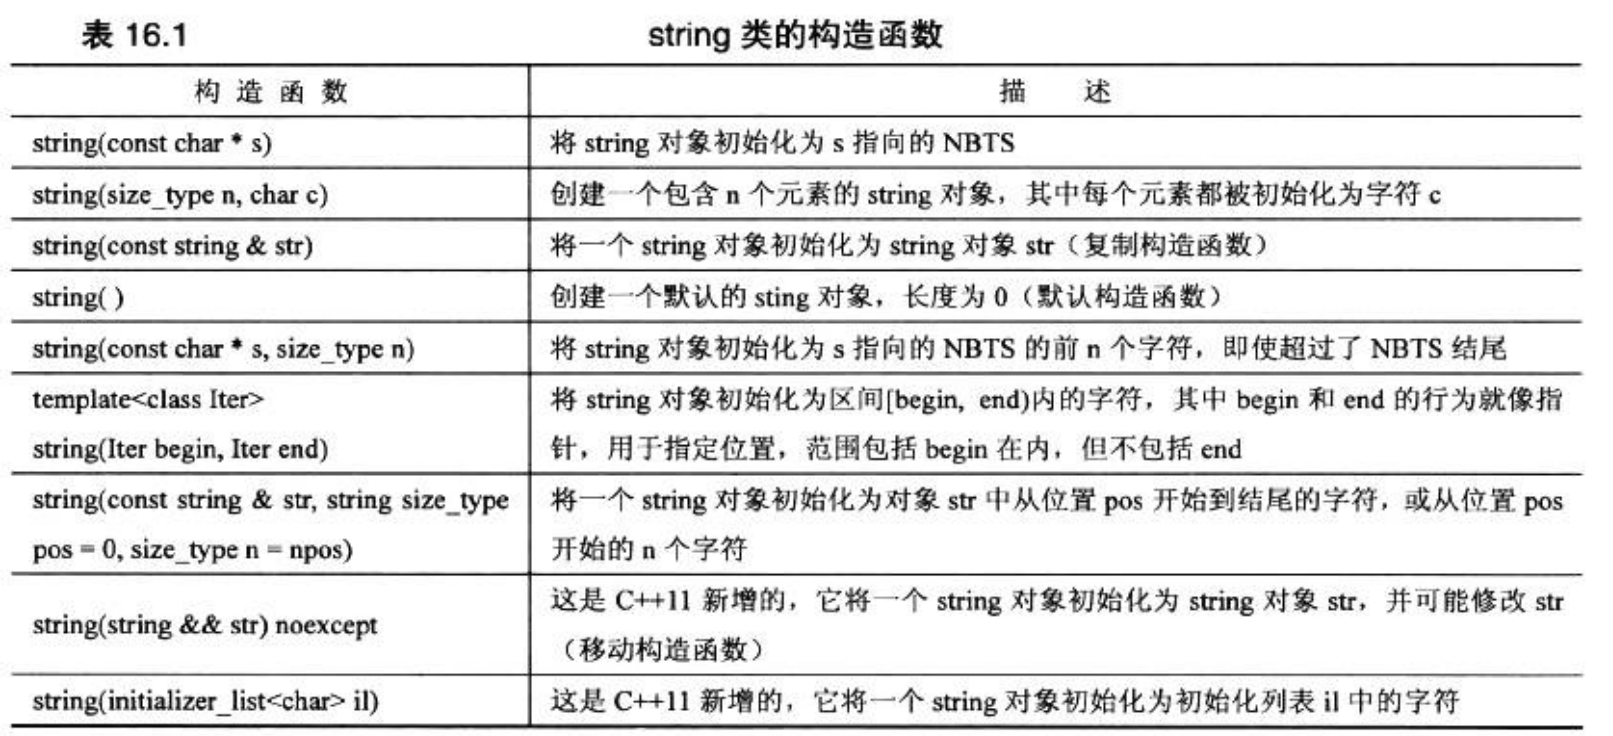 表 16.1 string 类的构造函数
构 造 函 数 描 述
string(const char * s) 将 string 对象初始化为 s 指向的 NBTS
string(size_type n, char c) 创建一个包含 n 个元素的 string 对象，其中每个元素都被初始化为字符 c
string(const string & str) 将一个 string 对象初始化为 string 对象 str（复制构造函数）
string( ) 创建一个默认的 sting 对象，长度为 0（默认构造函数）
string(const char * s, size_type n) 将 string 对象初始化为 s 指向的 NBTS 的前 n 个字符，即使超过了 NBTS 结尾
template<class Iter>
string(Iter begin, Iter end)
将 string 对象初始化为区间[begin, end)内的字符，其中 begin 和 end 的行为就像指
针，用于指定位置，范围包括 begin 在内，但不包括 end
string(const string & str, string size_type
pos = 0, size_type n = npos)
将一个 string 对象初始化为对象 str 中从位置 pos 开始到结尾的字符，或从位置 pos
开始的 n 个字符
string(string && str) noexcept
这是 C++11 新增的，它将一个 string 对象初始化为 string 对象 str，并可能修改 str
（移动构造函数）
string(initializer_list<char> il) 这是 C++11 新增的，它将一个 string 对象初始化为初始化列表 il 中的字符